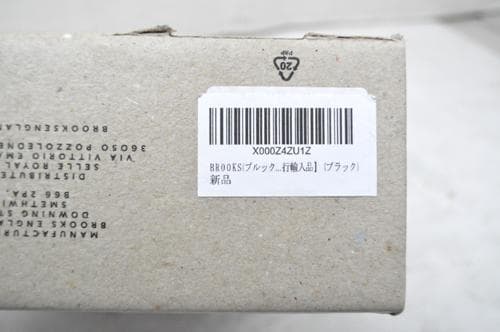 20
PAP
X000Z4ZU1Z
BROOKS(ブルック...行輸入品】 (ブラック)
新品
MANUFACTUR
BROOKS ENGLA
DOWNING ST
SMETHWI
B66 2PA.
DISTRIBUTE
SELLE ROYAL
VIA VITTORIO EMA
36050 POZZOLEONE
BROOKSENGLAN